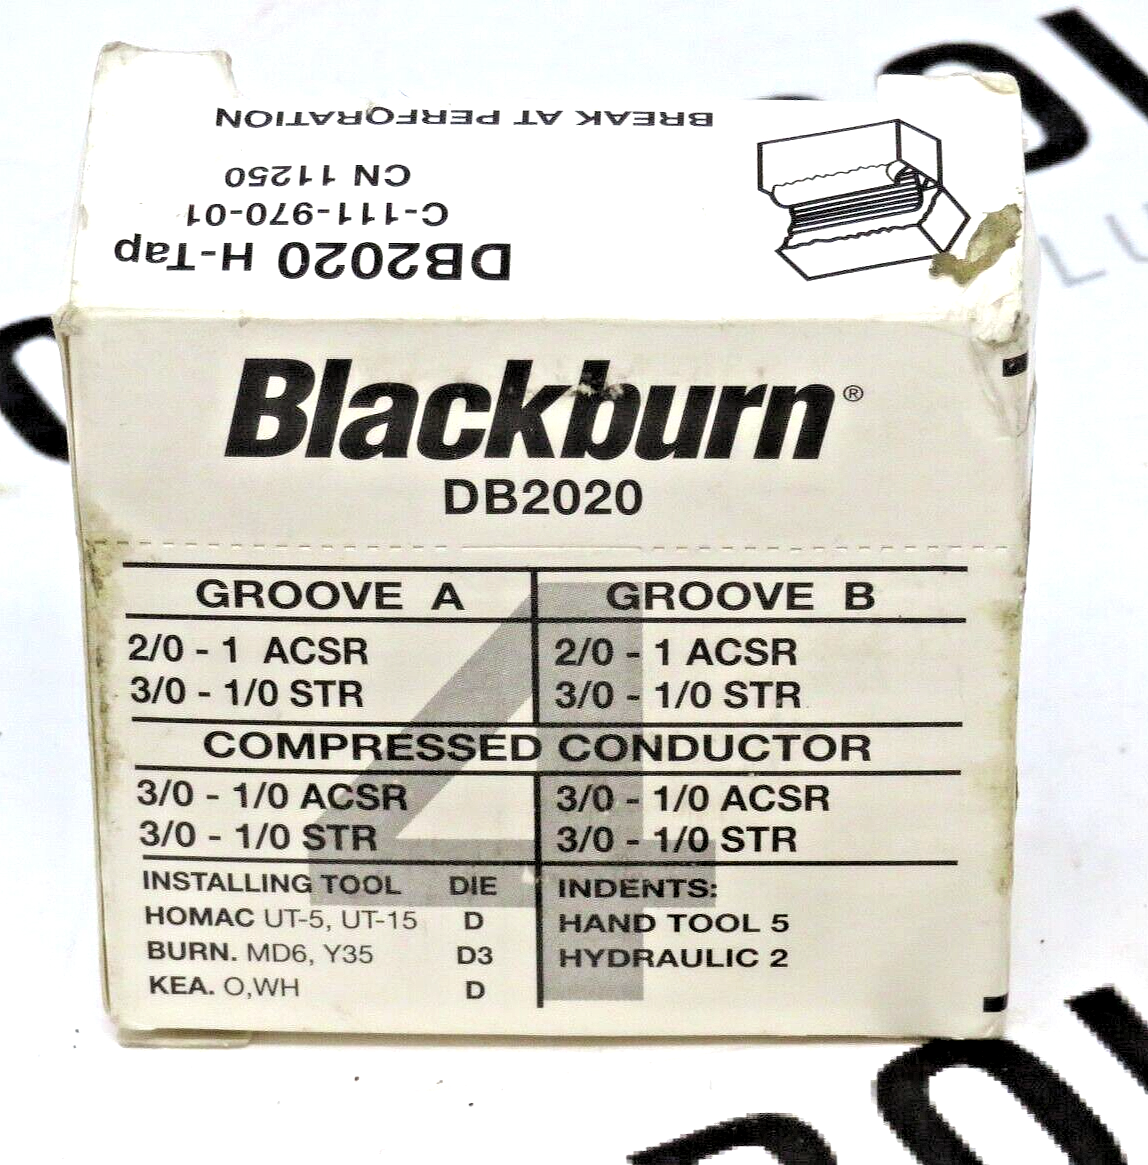 BREAK AT PERFORATION
CN 11250
C-111-970-01
DB2020 H-Tap
Blackburn®
DB2020
GROOVE A GROOVE B
2/0 - 1 ACSR 2/0 - 1 ACSR
3/0 - 1/0 STR 3/0 - 1/0 STR
COMPRESSED CONDUCTOR
3/0 - 1/0 ACSR 3/0 - 1/0 ACSR
3/0 - 1/0 STR 3/0 - 1/0 STR
4
INSTALLING TOOL DIE INDENTS:
HOMAC UT-5, UT-15 D HAND TOOL 5
BURN. MD6, Y35 D3 HYDRAULIC 2
KEA. O,WH D